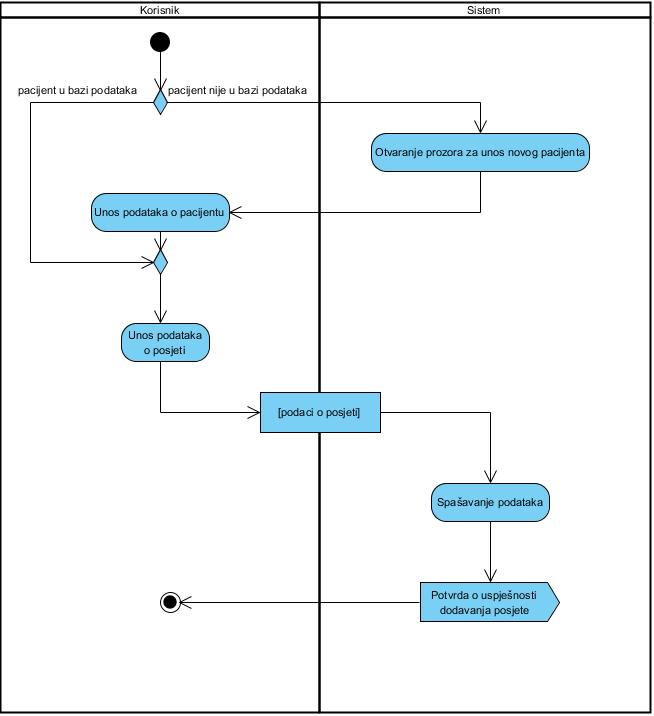 Korisnik
Sistem
pacijent u bazi podataka
pacijent nije u bazi podataka
Otvaranje prozora za unos novog pacijenta
Unos podataka o pacijentu
Unos podataka
o posjeti
[podaci o posjeti]
Spašavanje podataka
Potvrda o uspješnosti
dodavanja posjete